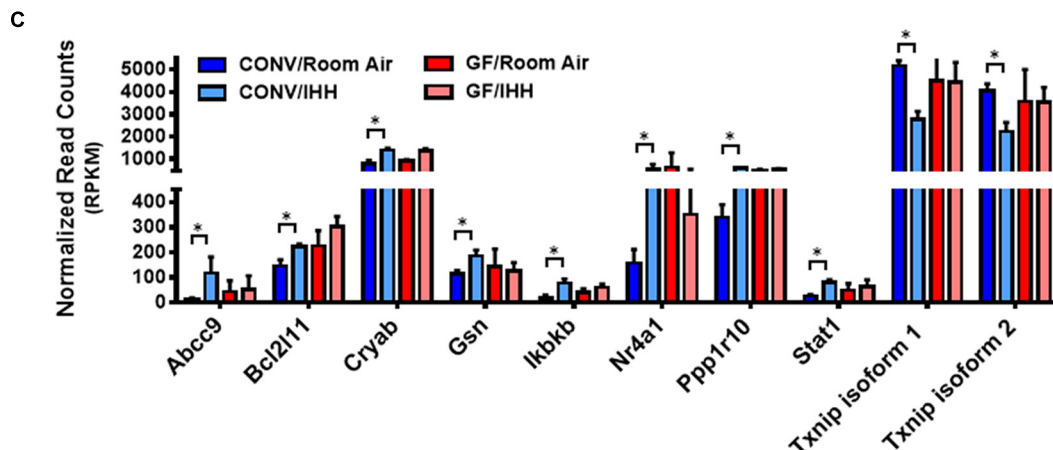 C
Normalized Read Counts
(RPKM)
5000
4000
3000
2000
1000
400
300
200
100
0
CONV/Room Air
GF/Room Air
CONV/IHH
GF/IHH
*
*
*
*
*
*
*
*
*
*
Abcc9
Bcl2l11
Cryab
Gsn
Ikbkb
Nr4a1
Ppp1r10
Stat1
Txnip isoform 1
Txnip isoform 2